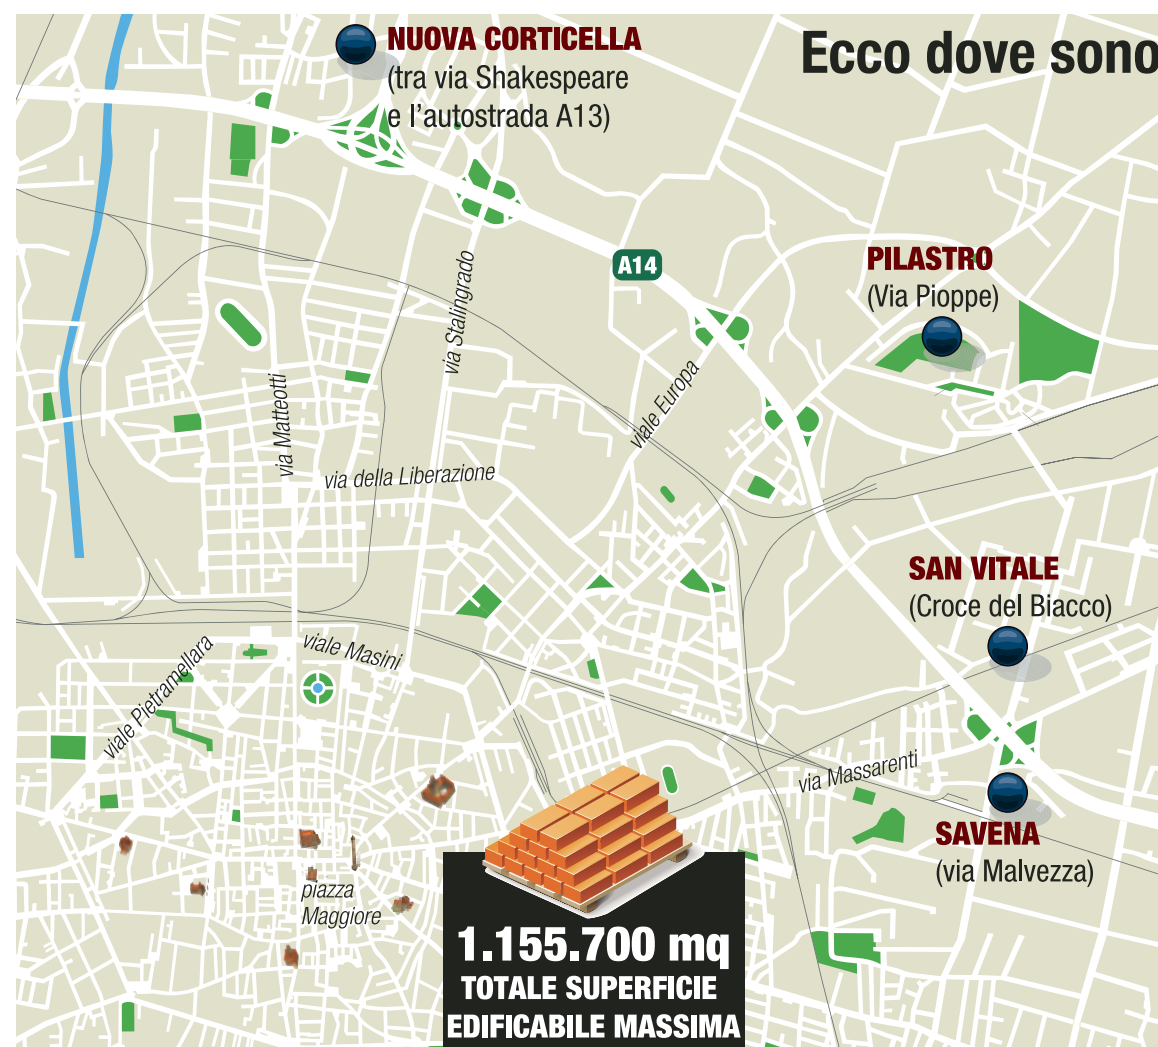 NUOVA CORTICELLA
(tra via Shakespeare
e l'autostrada A13)
Ecco dove sono
A14
PILASTRO
(Via Pioppe)
via Stalingrado
viale Europa
via Matteotti
via della Liberazione
SAN VITALE
(Croce del Biacco)
viale Masini
viale Pietramellara
via Massarenti
SAVENA
(via Malvezza)
piazza
Maggiore
1.155.700 mq
TOTALE SUPERFICIE
EDIFICABILE MASSIMA